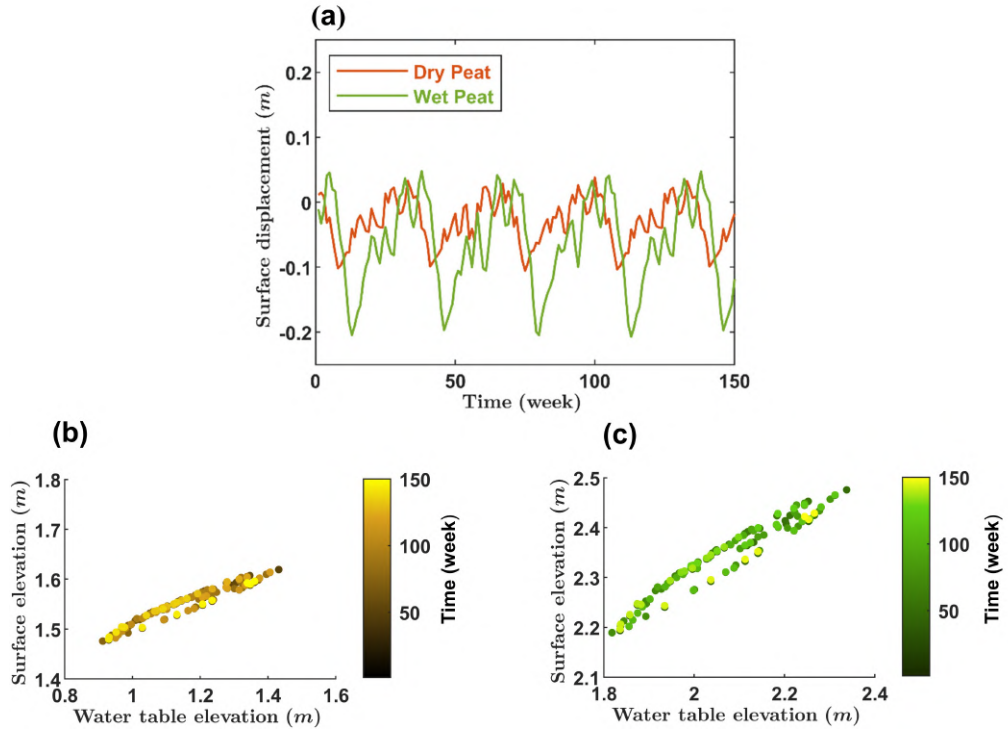 (a)
Surface displacement (m)
0.2
0.1
0
-0.1
-0.2
Dry Peat
Wet Peat
0 50 100 150
Time (week)
(b)
Surface elevation (m)
1.8
1.7
1.6
1.5
1.4
0.8 1 1.2 1.4 1.6
Water table elevation (m)
150
100
50
Time (week)
(c)
Surface elevation (m)
2.5
2.4
2.3
2.2
2.1
1.8 2 2.2 2.4
Water table elevation (m)
150
100
50
Time (week)